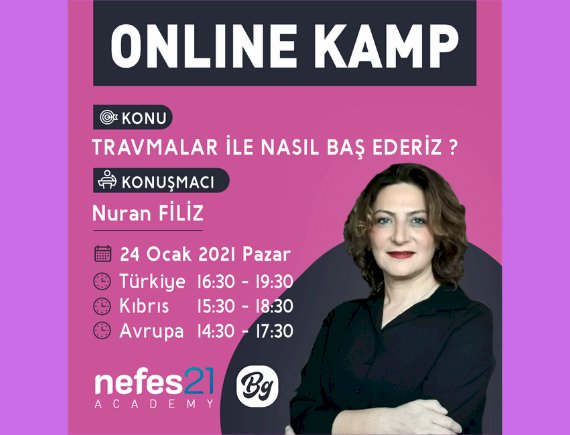 ONLINE KAMP
KONU
TRAVMALAR İLE NASIL BAŞ EDERİZ ?
KONUŞMACI
Nuran FİLİZ
24 Ocak 2021 Pazar
Türkiye 16:30 - 19:30
Kıbrıs 15:30 - 18:30
Avrupa 14:30 - 17:30
nefes21
ACADEMY
Bg